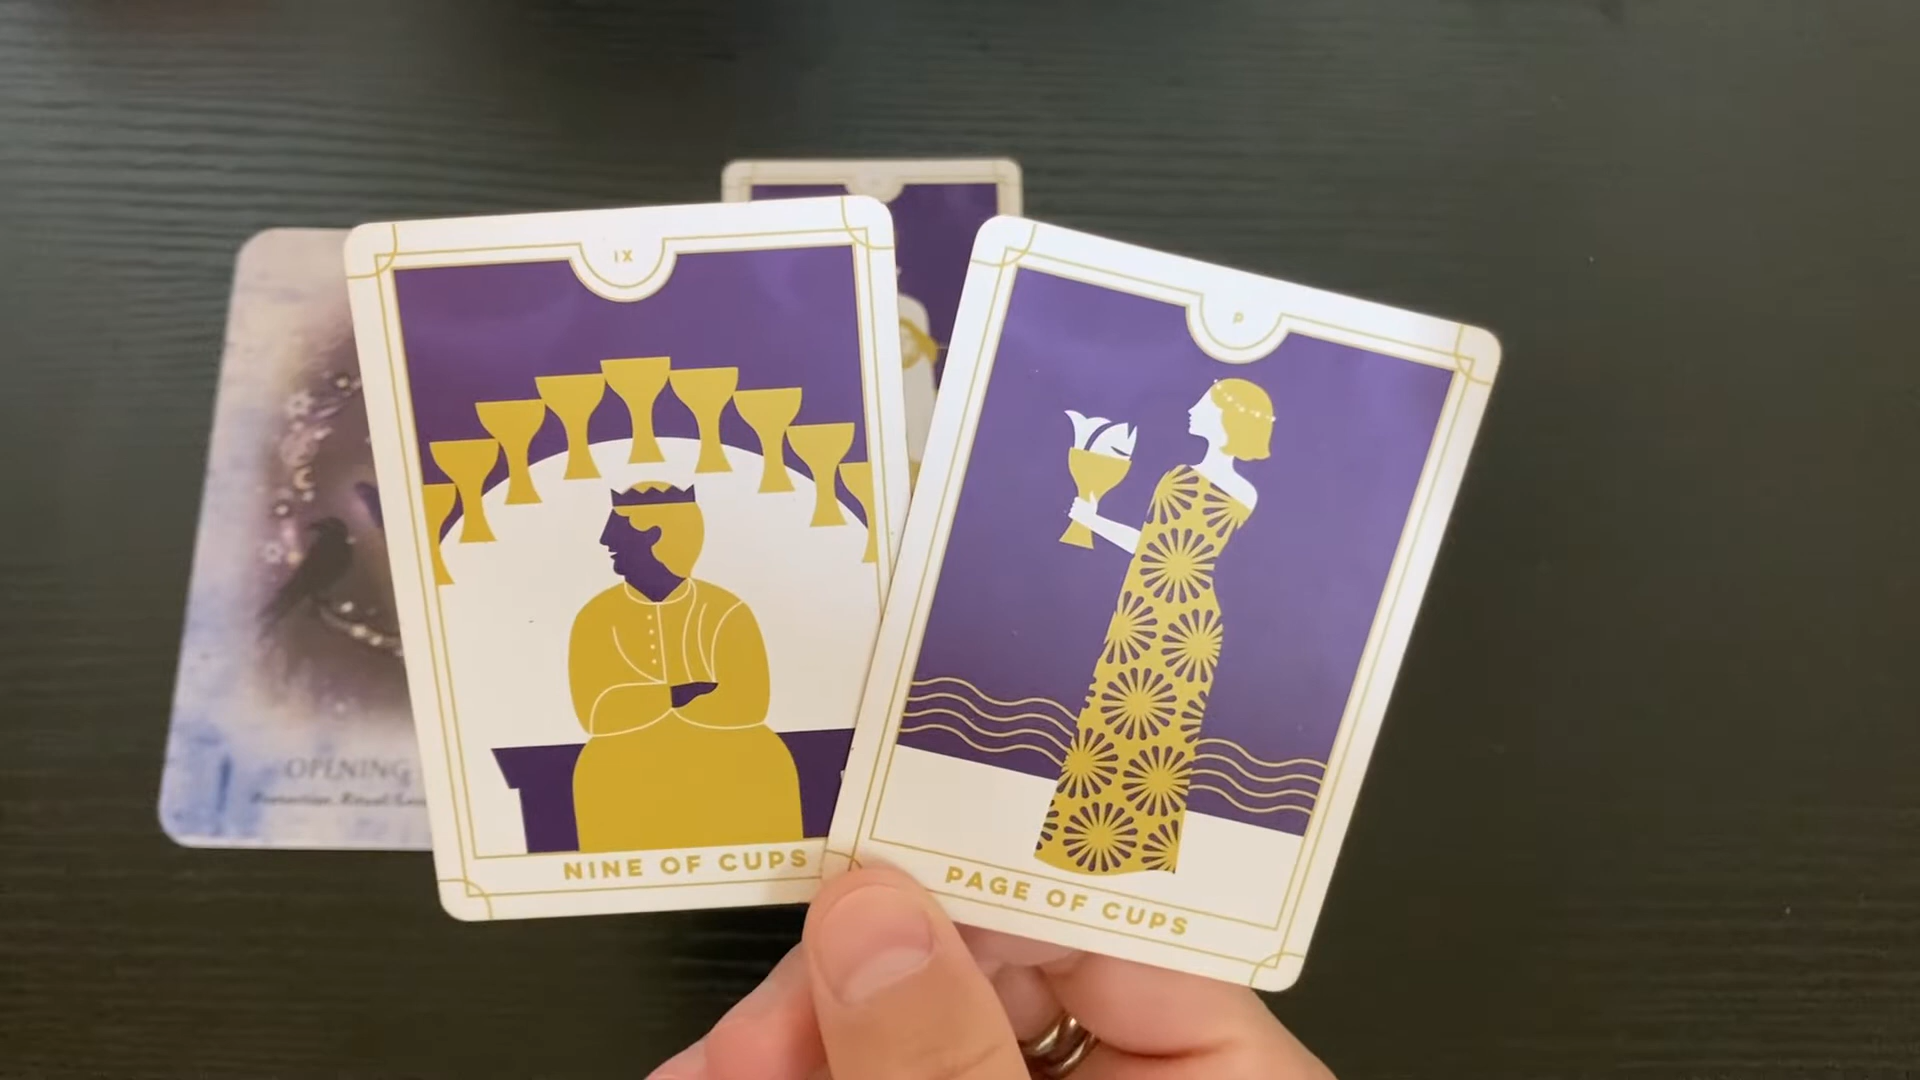 IX
P
OPENING
NINE OF CUPS
PAGE OF CUPS